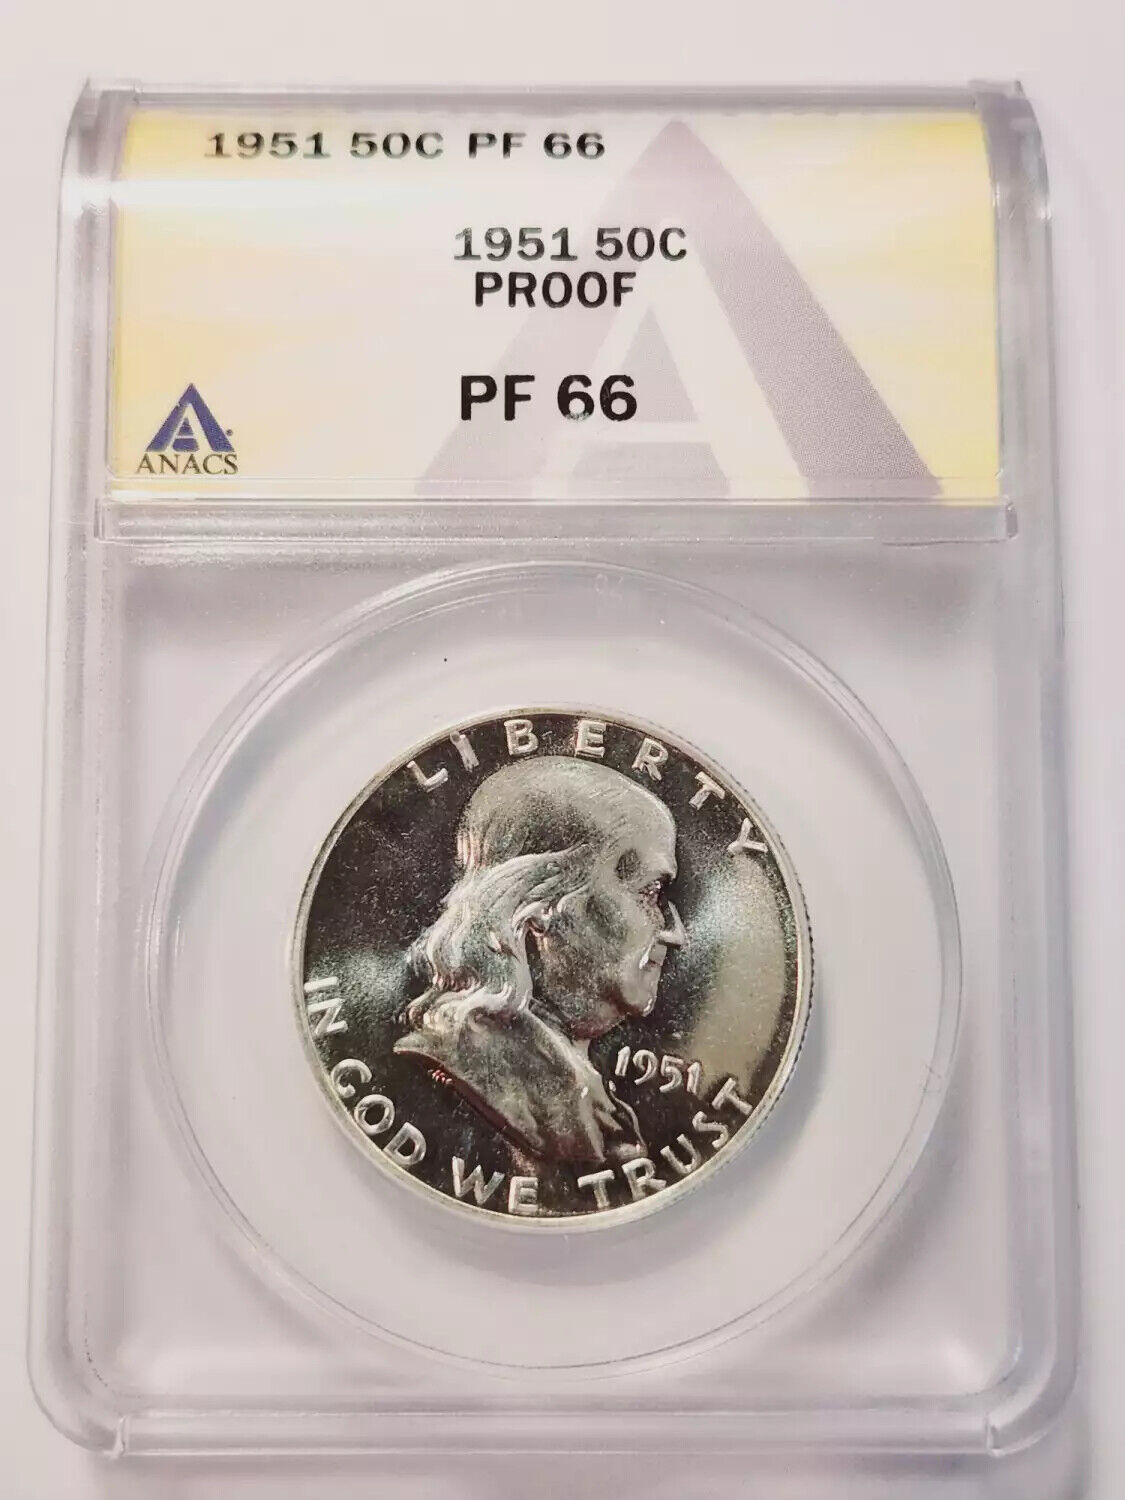 1951 50C PF 66
1951 50C
PROOF
PF 66
ANACS
LIBERTY
IN GOD WE TRUST
1951